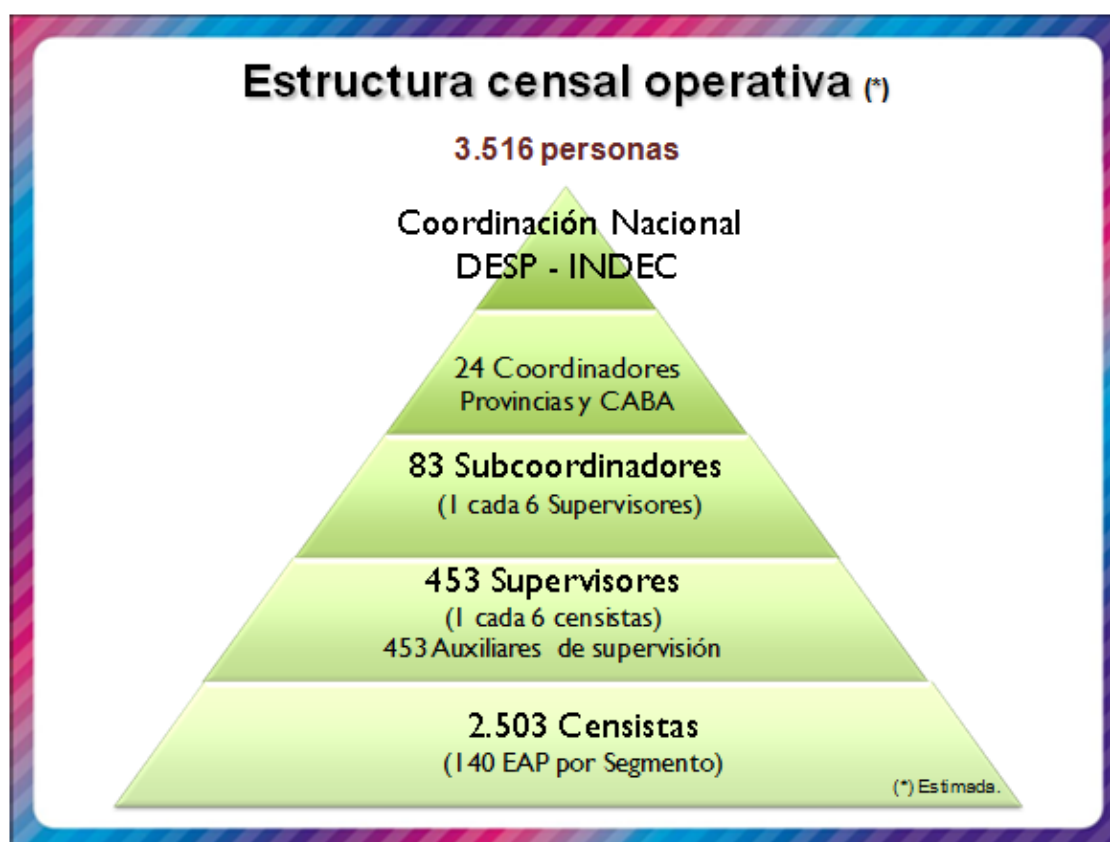 Estructura censal operativa (*)
3.516 personas
Coordinación Nacional
DESP - INDEC
24 Coordinadores
Provincias y CABA
83 Subcoordinadores
(1 cada 6 Supervisores)
453 Supervisores
(1 cada 6 censistas)
453 Auxiliares de supervisión
2.503 Censistas
(140 EAP por Segmento)
(*) Estimada.